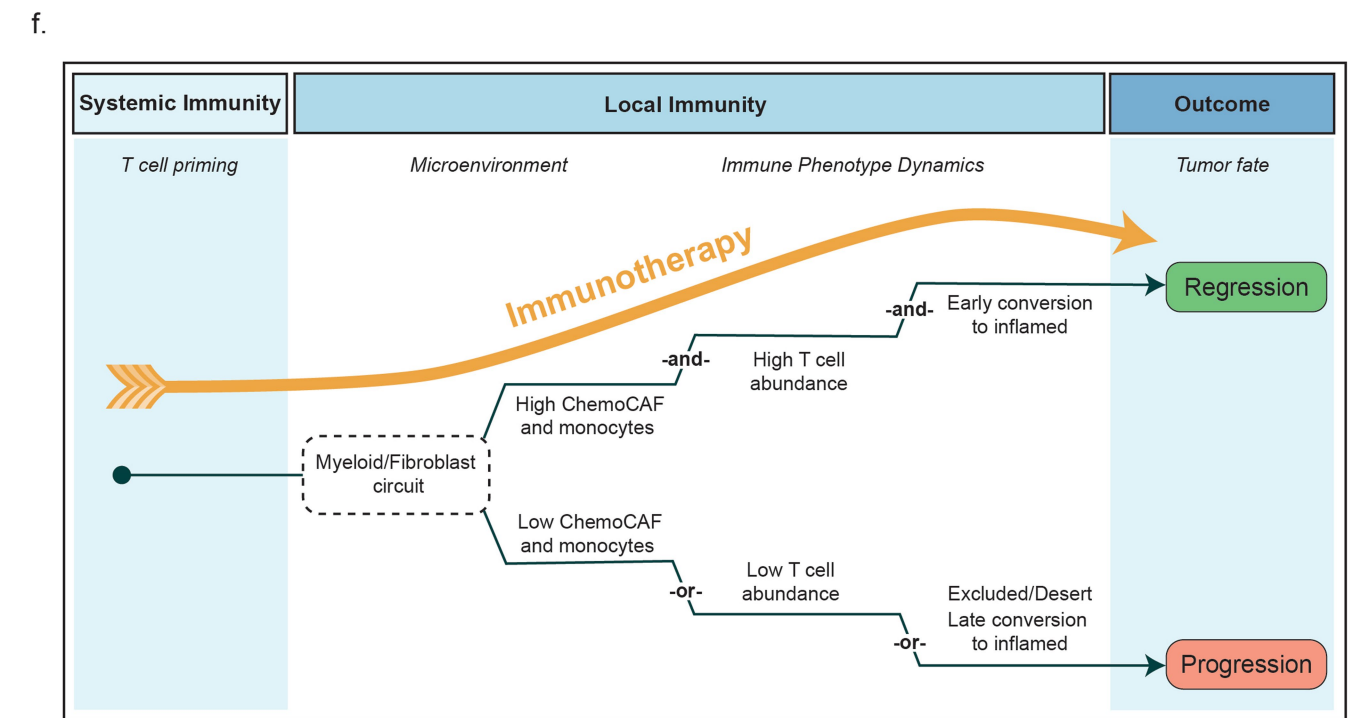 f.
Systemic Immunity
Local Immunity
Outcome
T cell priming
Microenvironment
Immune Phenotype Dynamics
Tumor fate
Immunotherapy
Regression
-and-
Early conversion
to inflamed
-and-
High T cell
abundance
High ChemoCAF
and monocytes
Myeloid/Fibroblast
circuit
Low ChemoCAF
and monocytes
-or-
Low T cell
abundance
-or-
Excluded/Desert
Late conversion
to inflamed
Progression